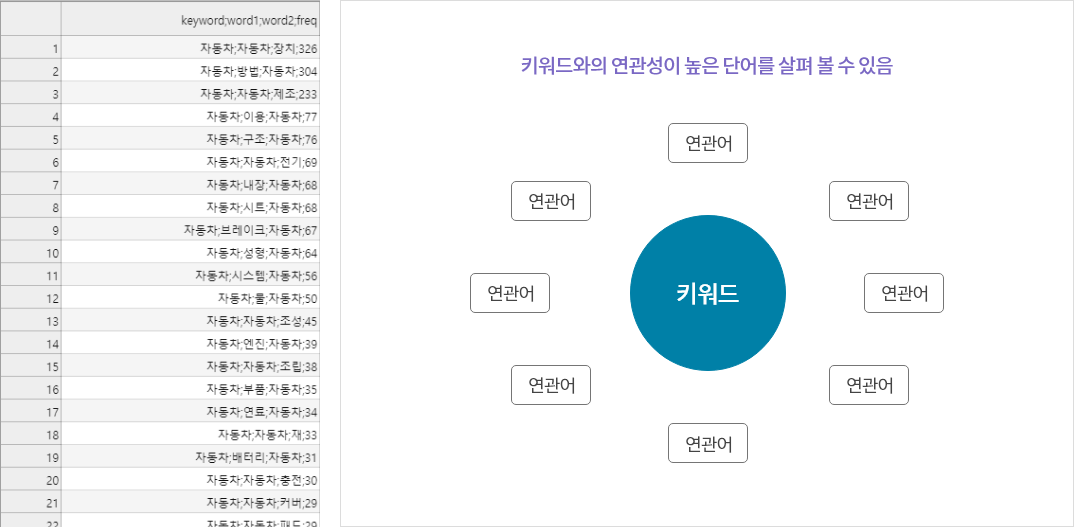 keyword;word1;word2;freq
1 자동차;자동차;장치;326
2 자동차;방법;자동차;304
3 자동차;자동차;제조;233
4 자동차;이용;자동차;77
5 자동차;구조;자동차;76
6 자동차;자동차;전기;69
7 자동차;내장;자동차;68
8 자동차;시트;자동차;68
9 자동차;브레이크;자동차;67
10 자동차;성형;자동차;64
11 자동차;시스템;자동차;56
12 자동차;룰;자동차;50
13 자동차;자동차;조성;45
14 자동차;엔진;자동차;39
15 자동차;자동차;조립;38
16 자동차;부품;자동차;35
17 자동차;연료;자동차;34
18 자동차;자동차;재;33
19 자동차;배터리;자동차;31
20 자동차;자동차;충전;30
21 자동차;자동차;커버;29
22 자동차;자동차;패드;29
키워드와의 연관성이 높은 단어를 살펴 볼 수 있음
연관어
연관어
연관어
연관어
키워드
연관어
연관어
연관어
연관어